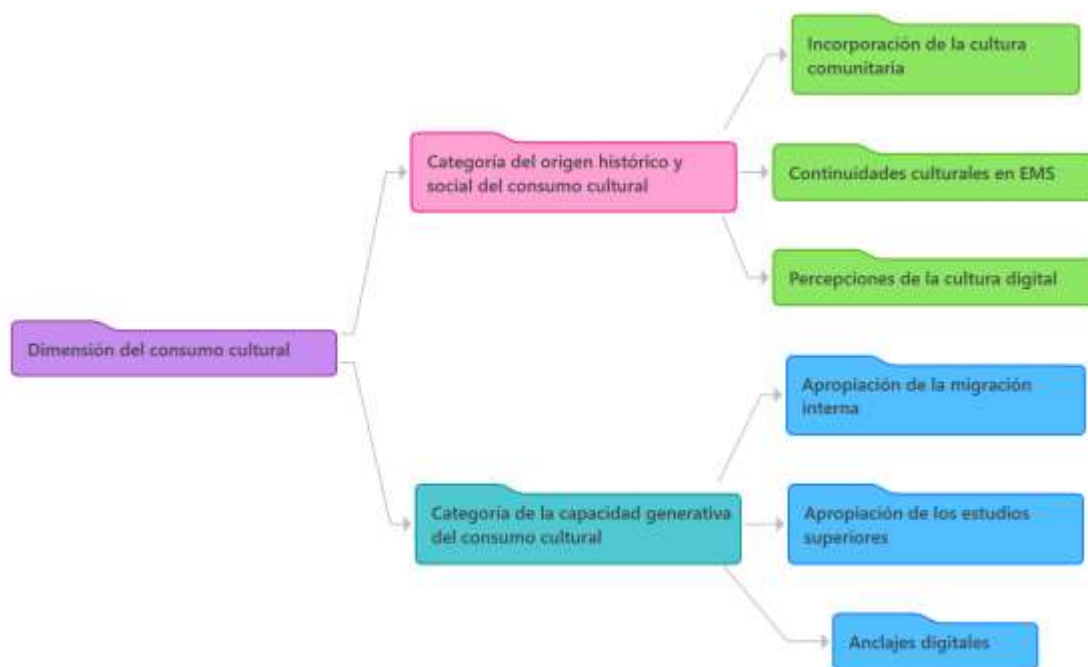 Incorporación de la cultura
comunitaria
Categoría del origen histórico y
social del consumo cultural
Continuidades culturales en EMS
Percepciones de la cultura digital
Dimensión del consumo cultural
Apropiación de la migración
interna
Categoría de la capacidad generativa
del consumo cultural
Apropiación de los estudios
superiores
Anclajes digitales